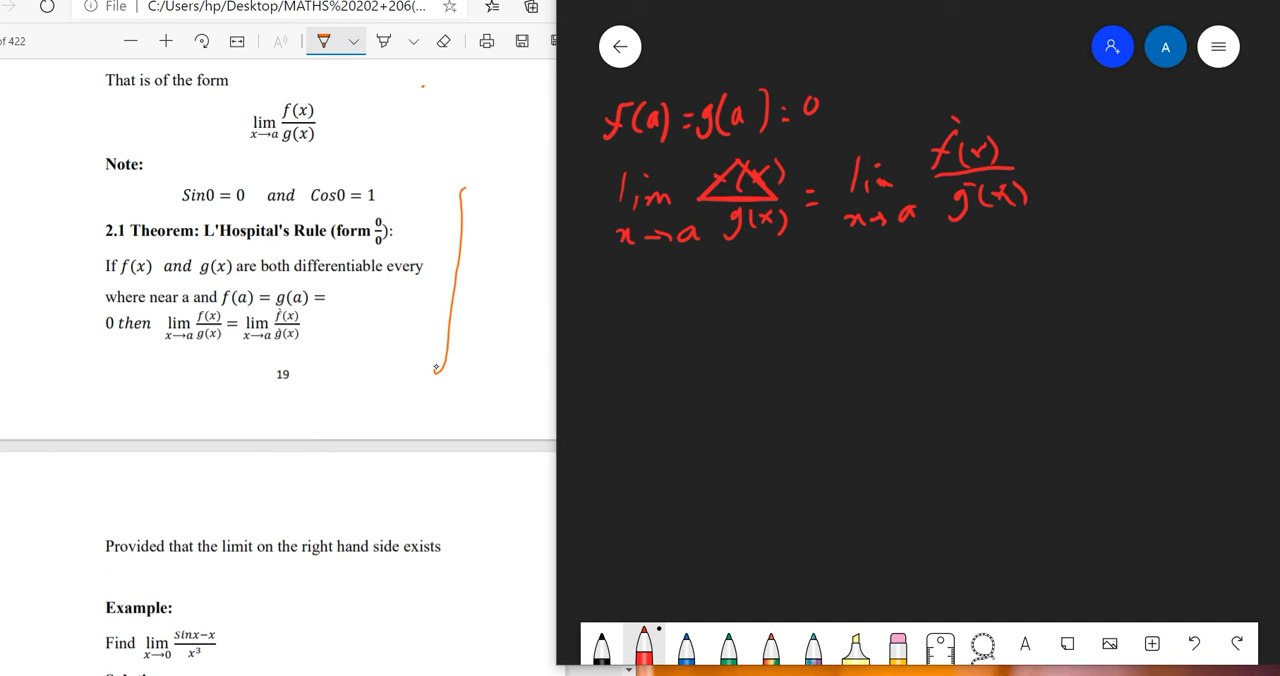 File | C:/Users/hp/Desktop/MATHS%20202+206(...
of 422
That is of the form
lim x→a f(x)/g(x)
Note:
Sin0 = 0 and Cos0 = 1
2.1 Theorem: L'Hospital's Rule (form 0/0):
If f(x) and g(x) are both differentiable every
where near a and f(a) = g(a) =
0 then lim x→a f(x)/g(x) = lim x→a ḟ(x)/ġ(x)
19
Provided that the limit on the right hand side exists
Example:
Find lim x→0 Sinx−x/x³
A
f(a) = g(a) = 0
lim x→a f(x)/g(x) = lim x→a f'(x)/g'(x)
A